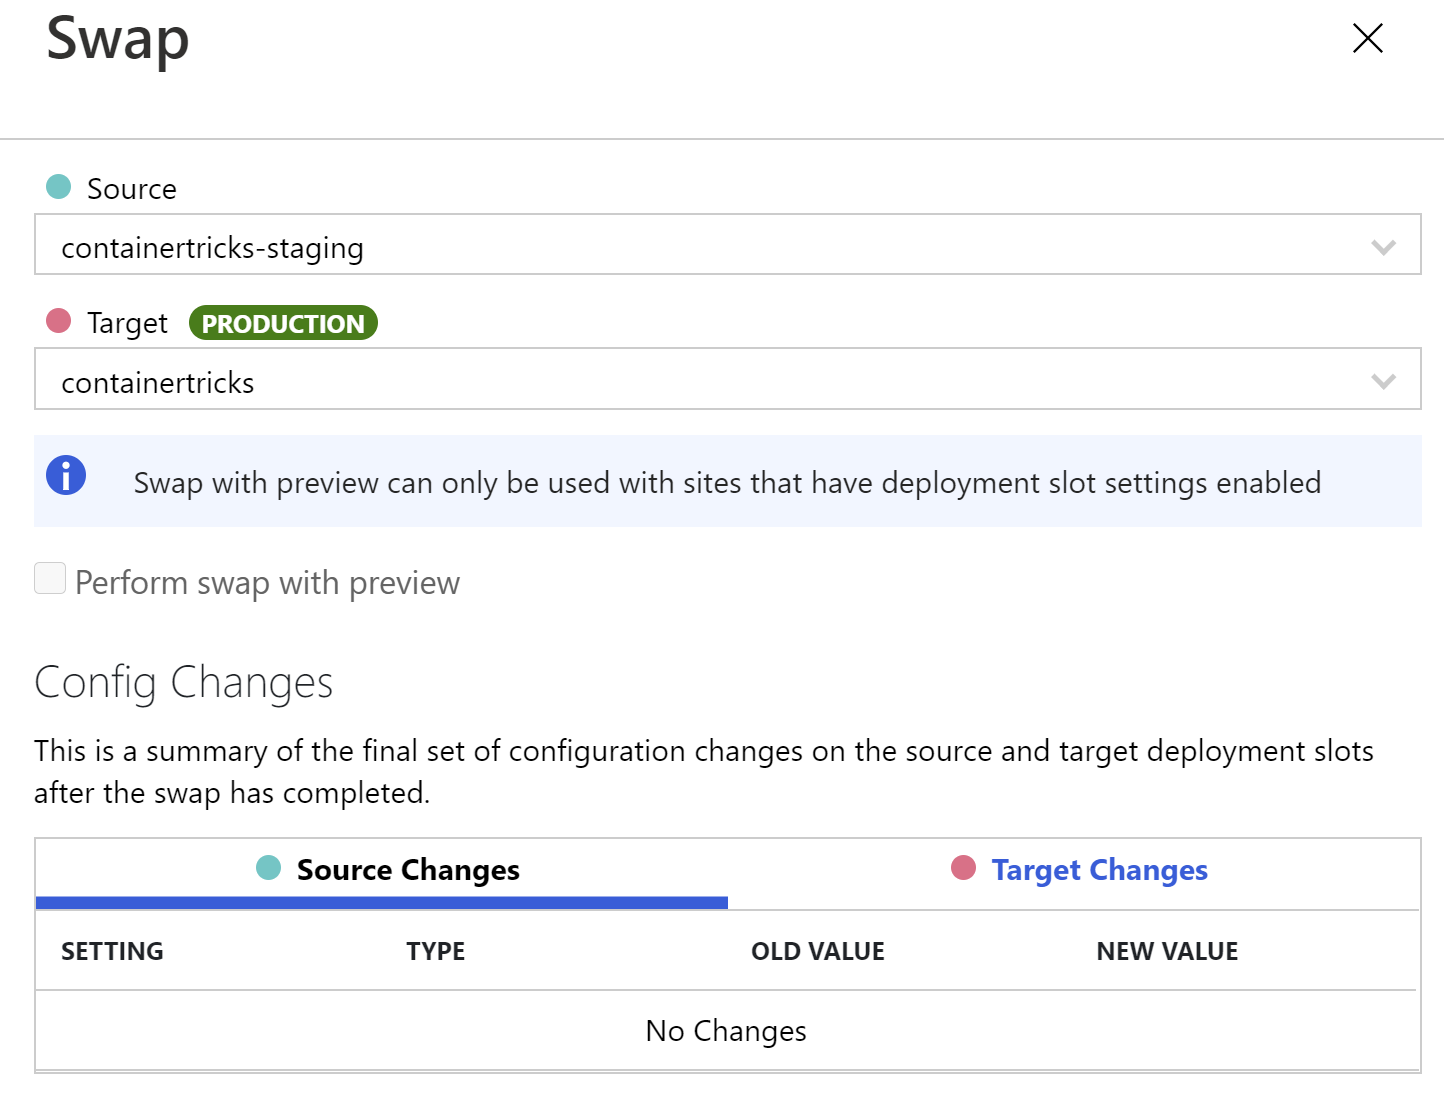 Swap
Source
containertricks-staging
Target PRODUCTION
containertricks
Swap with preview can only be used with sites that have deployment slot settings enabled
Perform swap with preview
Config Changes
This is a summary of the final set of configuration changes on the source and target deployment slots
after the swap has completed.
Source Changes Target Changes
SETTING TYPE OLD VALUE NEW VALUE
No Changes